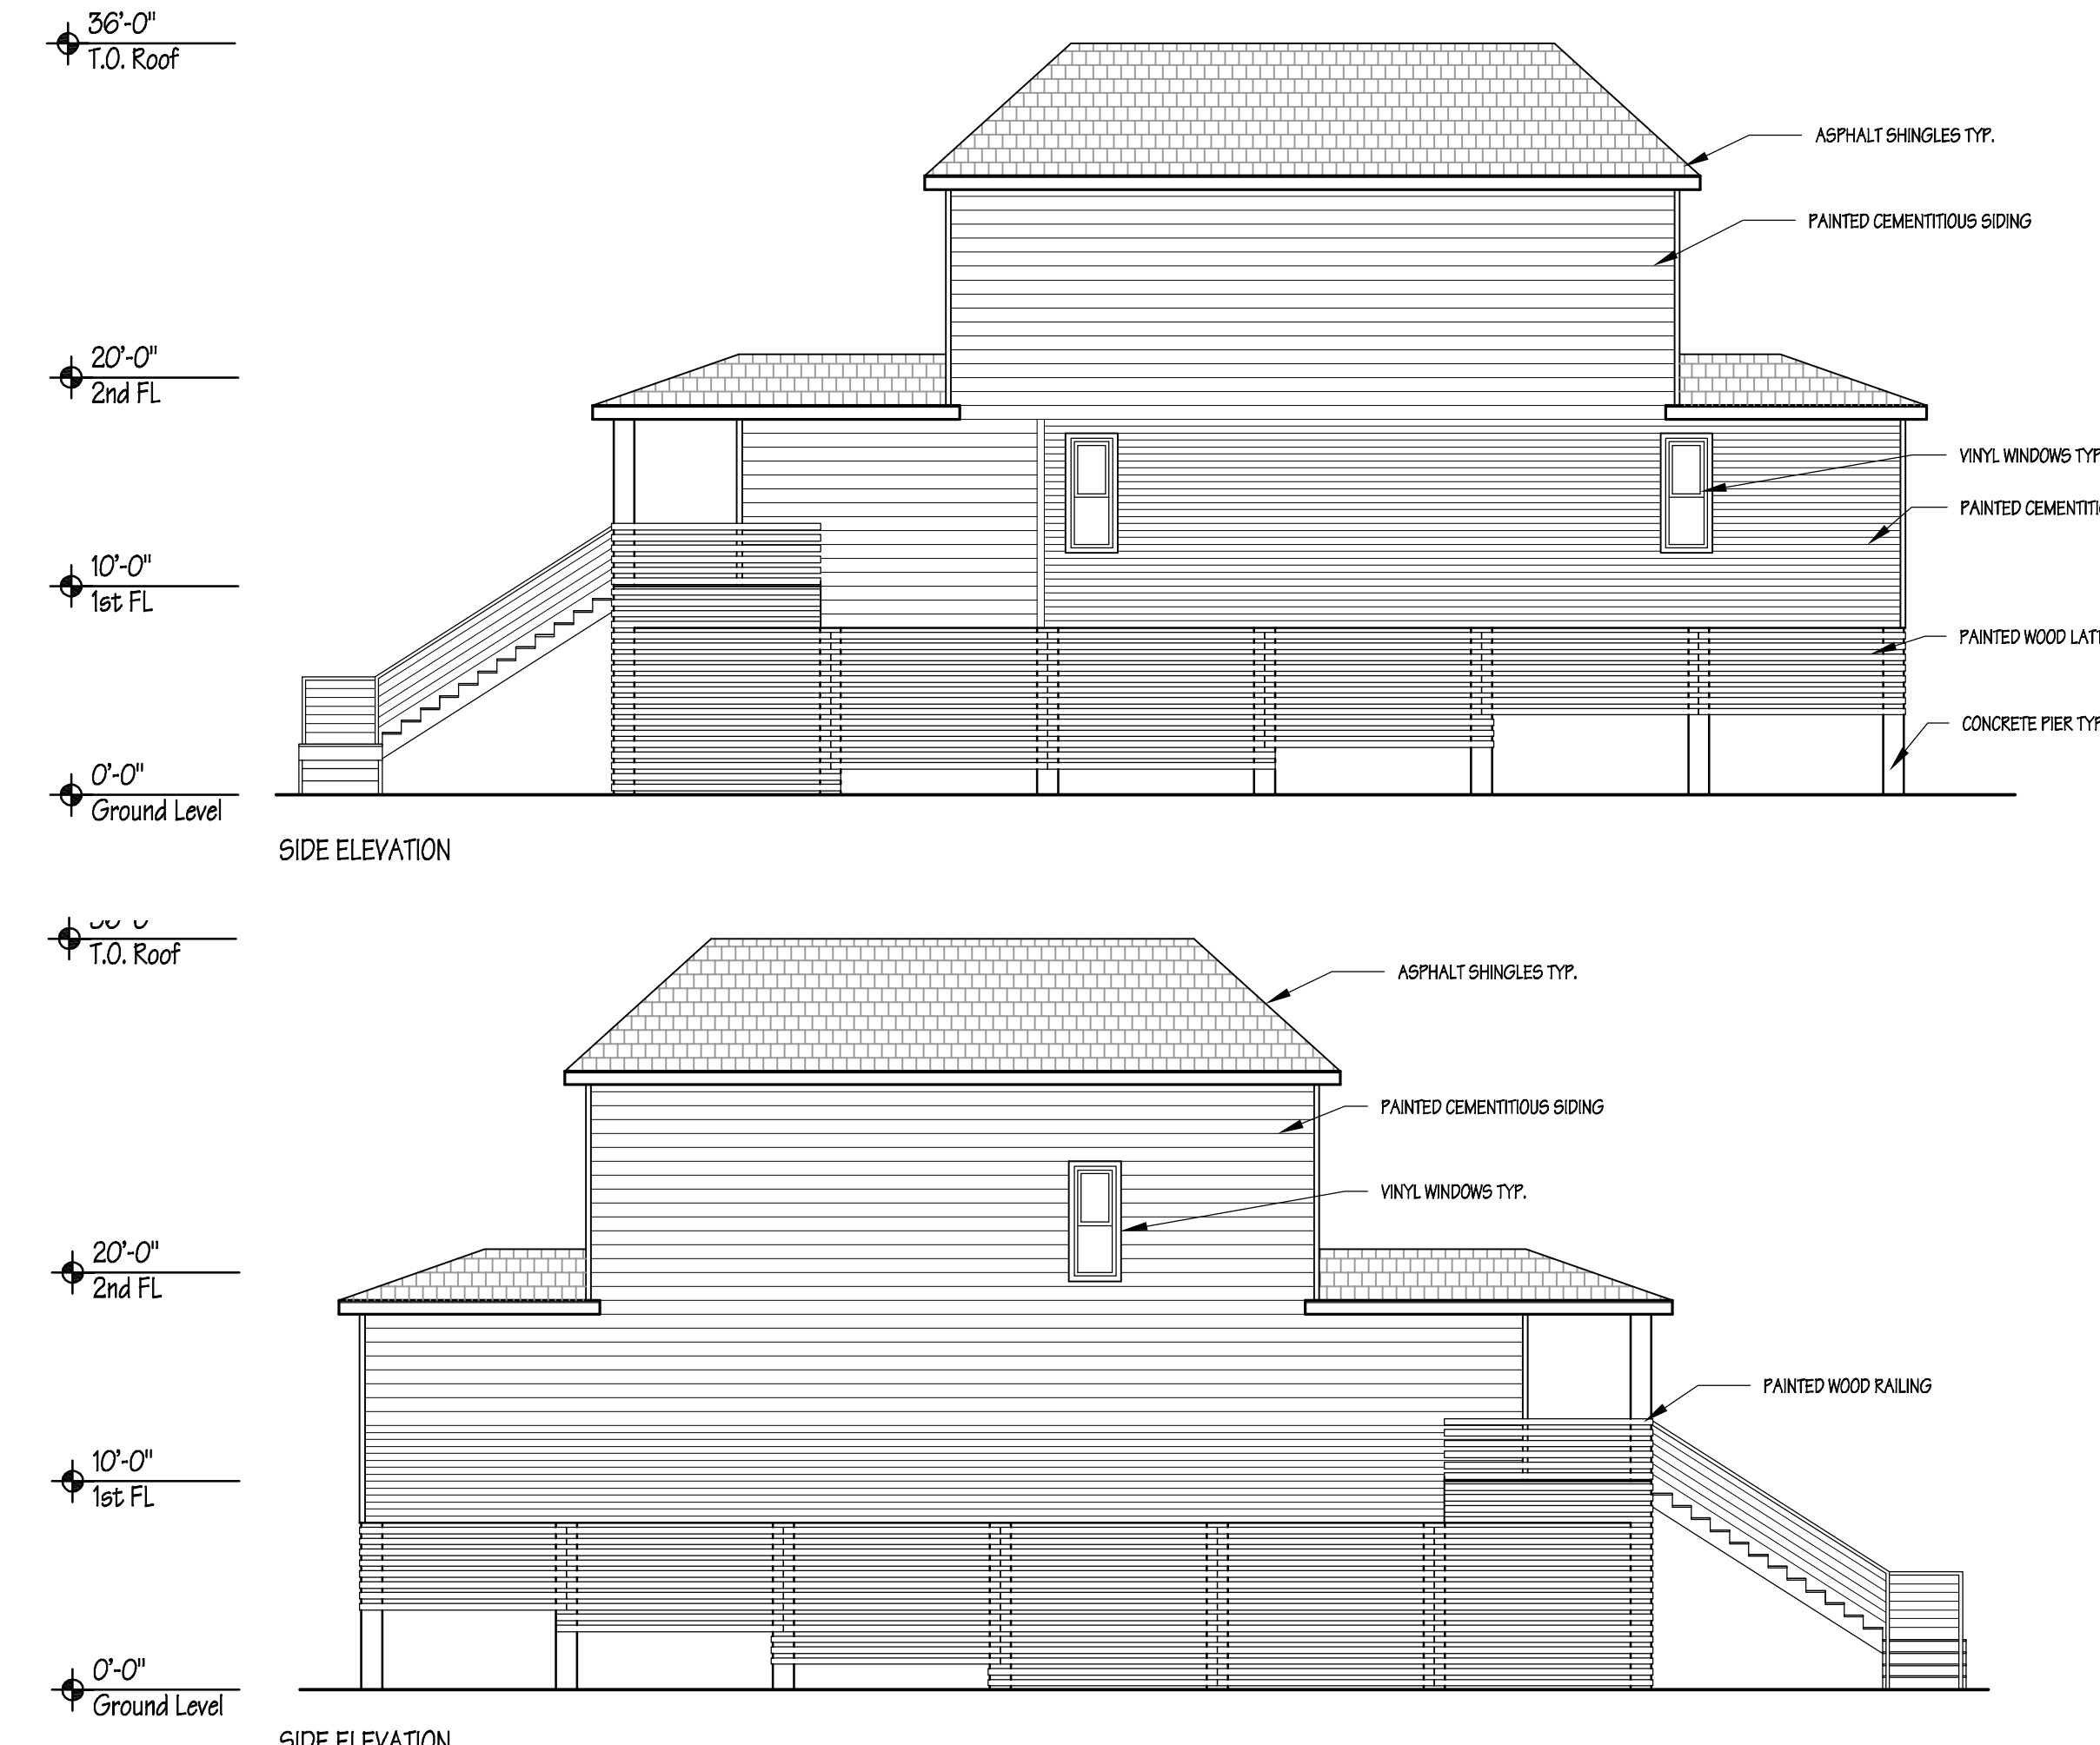 36'-0"
T.O. Roof
ASPHALT SHINGLES TYP.
PAINTED CEMENTITIOUS SIDING
20'-0"
2nd FL
VINYL WINDOWS TYP
PAINTED CEMENTITI
10'-0"
1st FL
PAINTED WOOD LATT
CONCRETE PIER TYP
0'-0"
Ground Level
SIDE ELEVATION
T.O. Roof
ASPHALT SHINGLES TYP.
PAINTED CEMENTITIOUS SIDING
VINYL WINDOWS TYP.
20'-0"
2nd FL
PAINTED WOOD RAILING
10'-0"
1st FL
0'-0"
Ground Level
SIDE ELEVATION